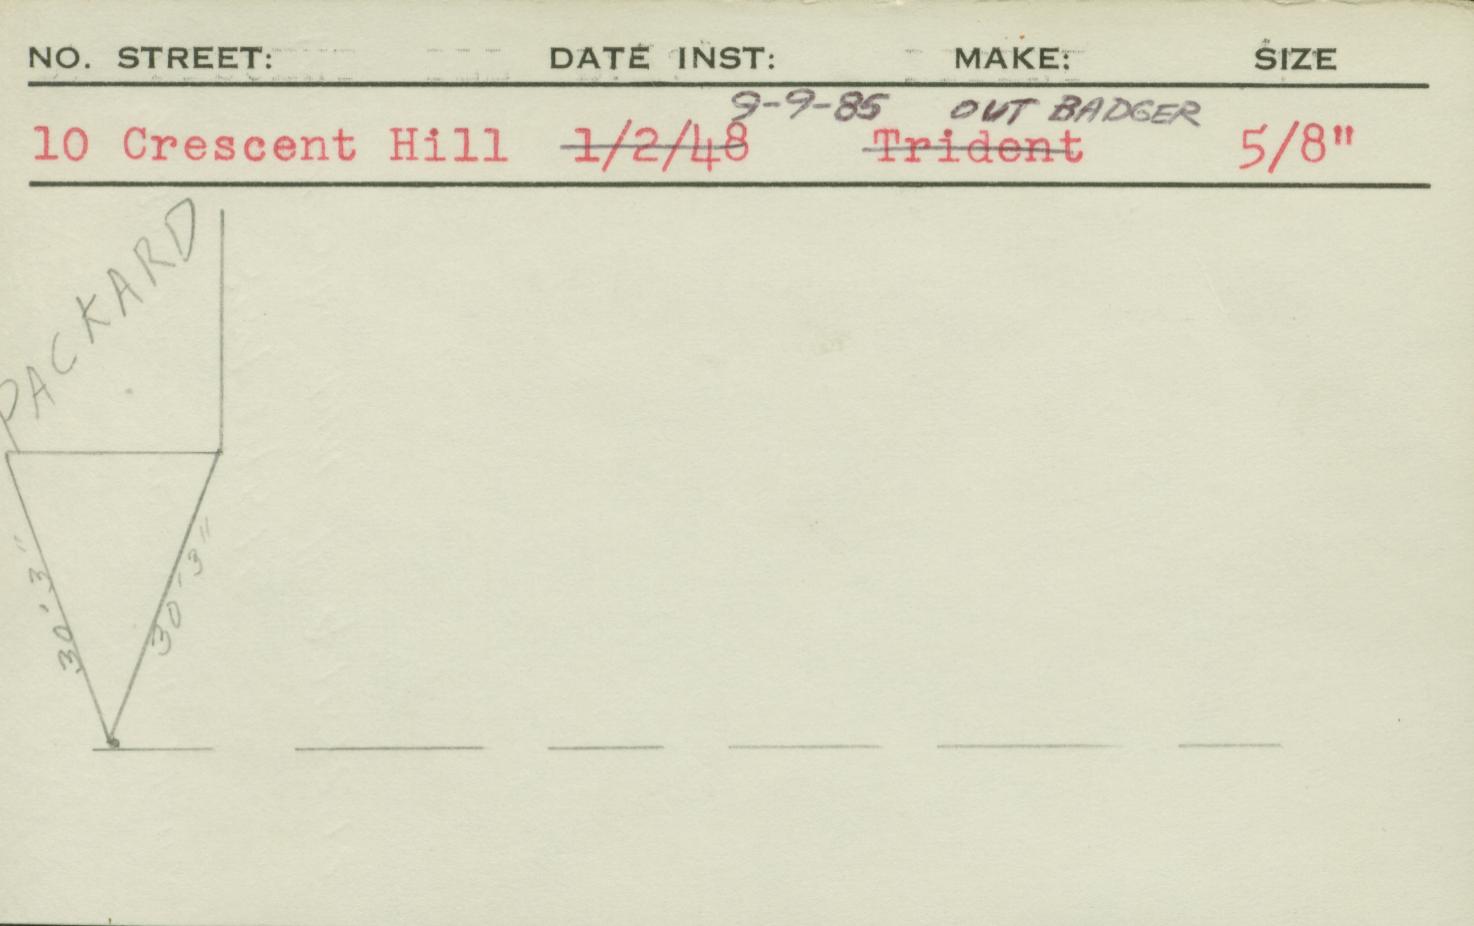 NO. STREET: DATE INST: MAKE: SIZE
9-9-85 OUT BADGER
10 Crescent Hill 1/2/48 Trident 5/8"
PACKARD
30'3"
30'3"